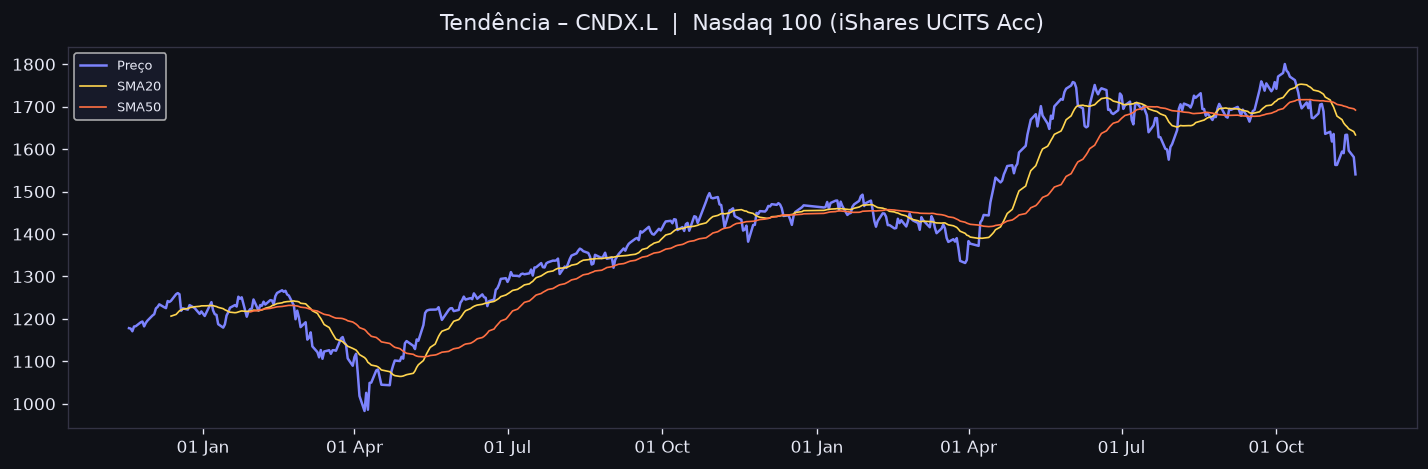 Tendência – CNDX.L | Nasdaq 100 (iShares UCITS Acc)
Preço
SMA20
SMA50
1800
1700
1600
1500
1400
1300
1200
1100
1000
01 Jan
01 Apr
01 Jul
01 Oct
01 Jan
01 Apr
01 Jul
01 Oct